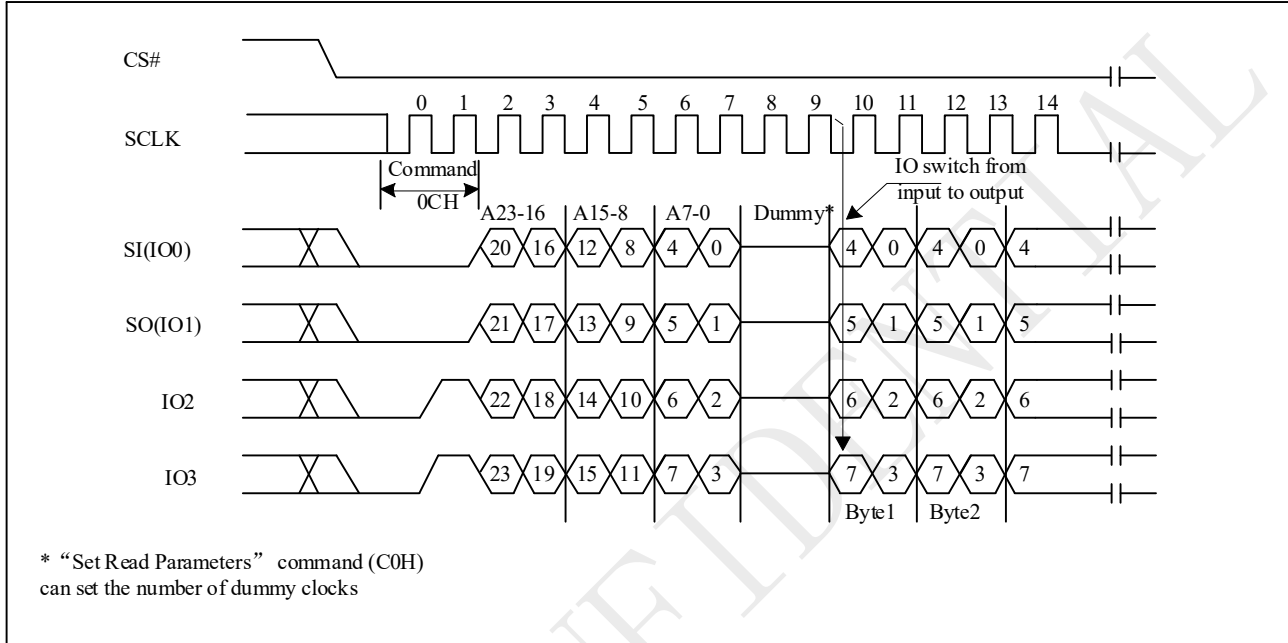 CS#
0 1 2 3 4 5 6 7 8 9 10 11 12 13 14
SCLK
Command
IO switch from
0CH
input to output
A23-16 A15-8 A7-0 Dummy*
SI(IO0) 20 16 12 8 4 0 4 0 4 0 4
SO(IO1) 21 17 13 9 5 1 5 1 5 1 5
IO2 22 18 14 10 6 2 6 2 6 2 6
IO3 23 19 15 11 7 3 7 3 7 3 7
Byte1 Byte2
* “Set Read Parameters” command (C0H)
can set the number of dummy clocks
FIDENTIAL